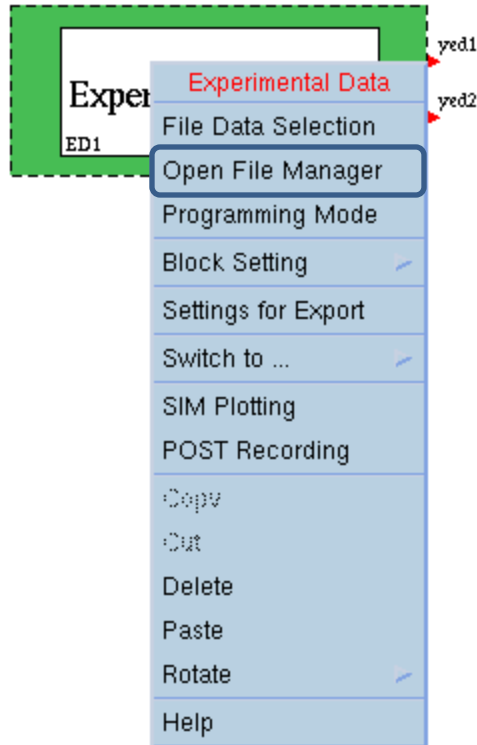 yed1
Exper
yed2
ED1
Experimental Data
File Data Selection
Open File Manager
Programming Mode
Block Setting
Settings for Export
Switch to ...
SIM Plotting
POST Recording
Copy
Cut
Delete
Paste
Rotate
Help